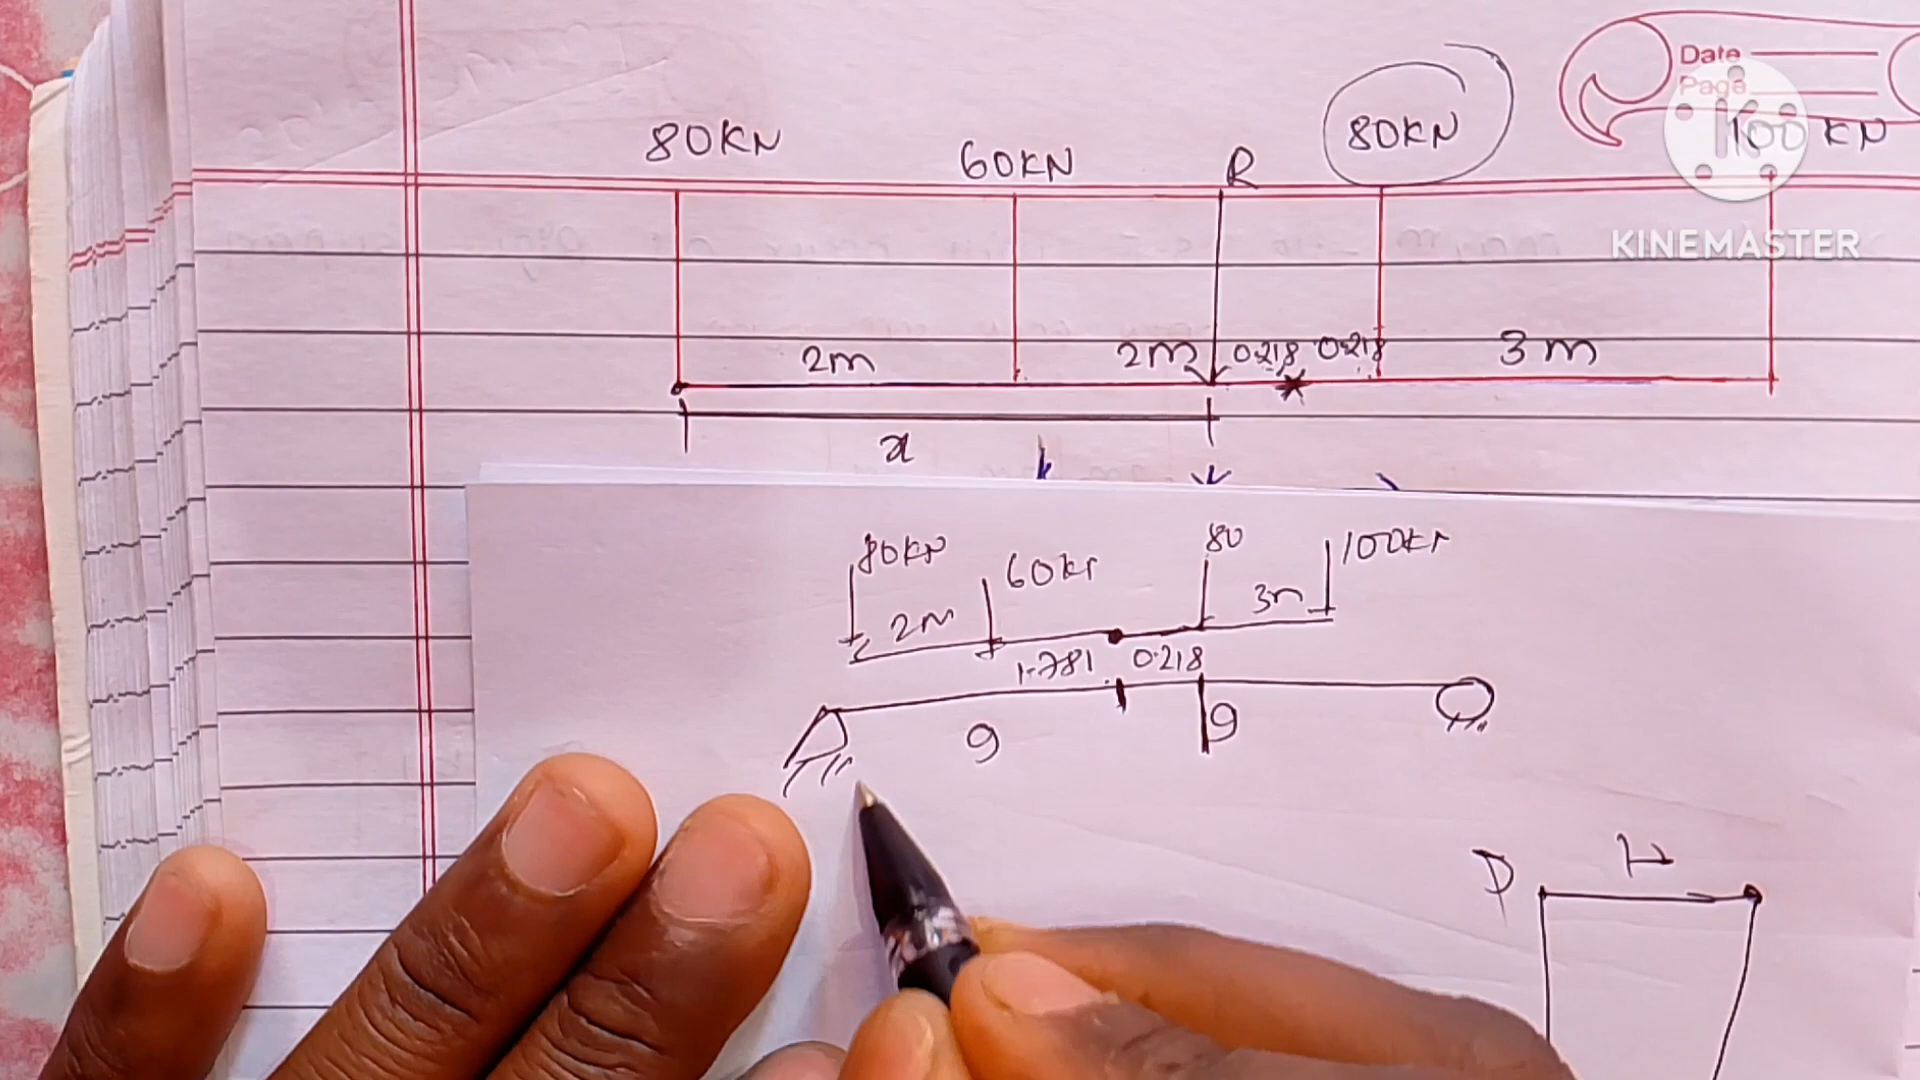 Date
Page
80KN 60KN R 80KN 100 KN
KINEMASTER
2m 2m 0.218 0.218 3m
x
80KN 60KN 80 100KN
2m 3m
1.781 0.218
9 9
D